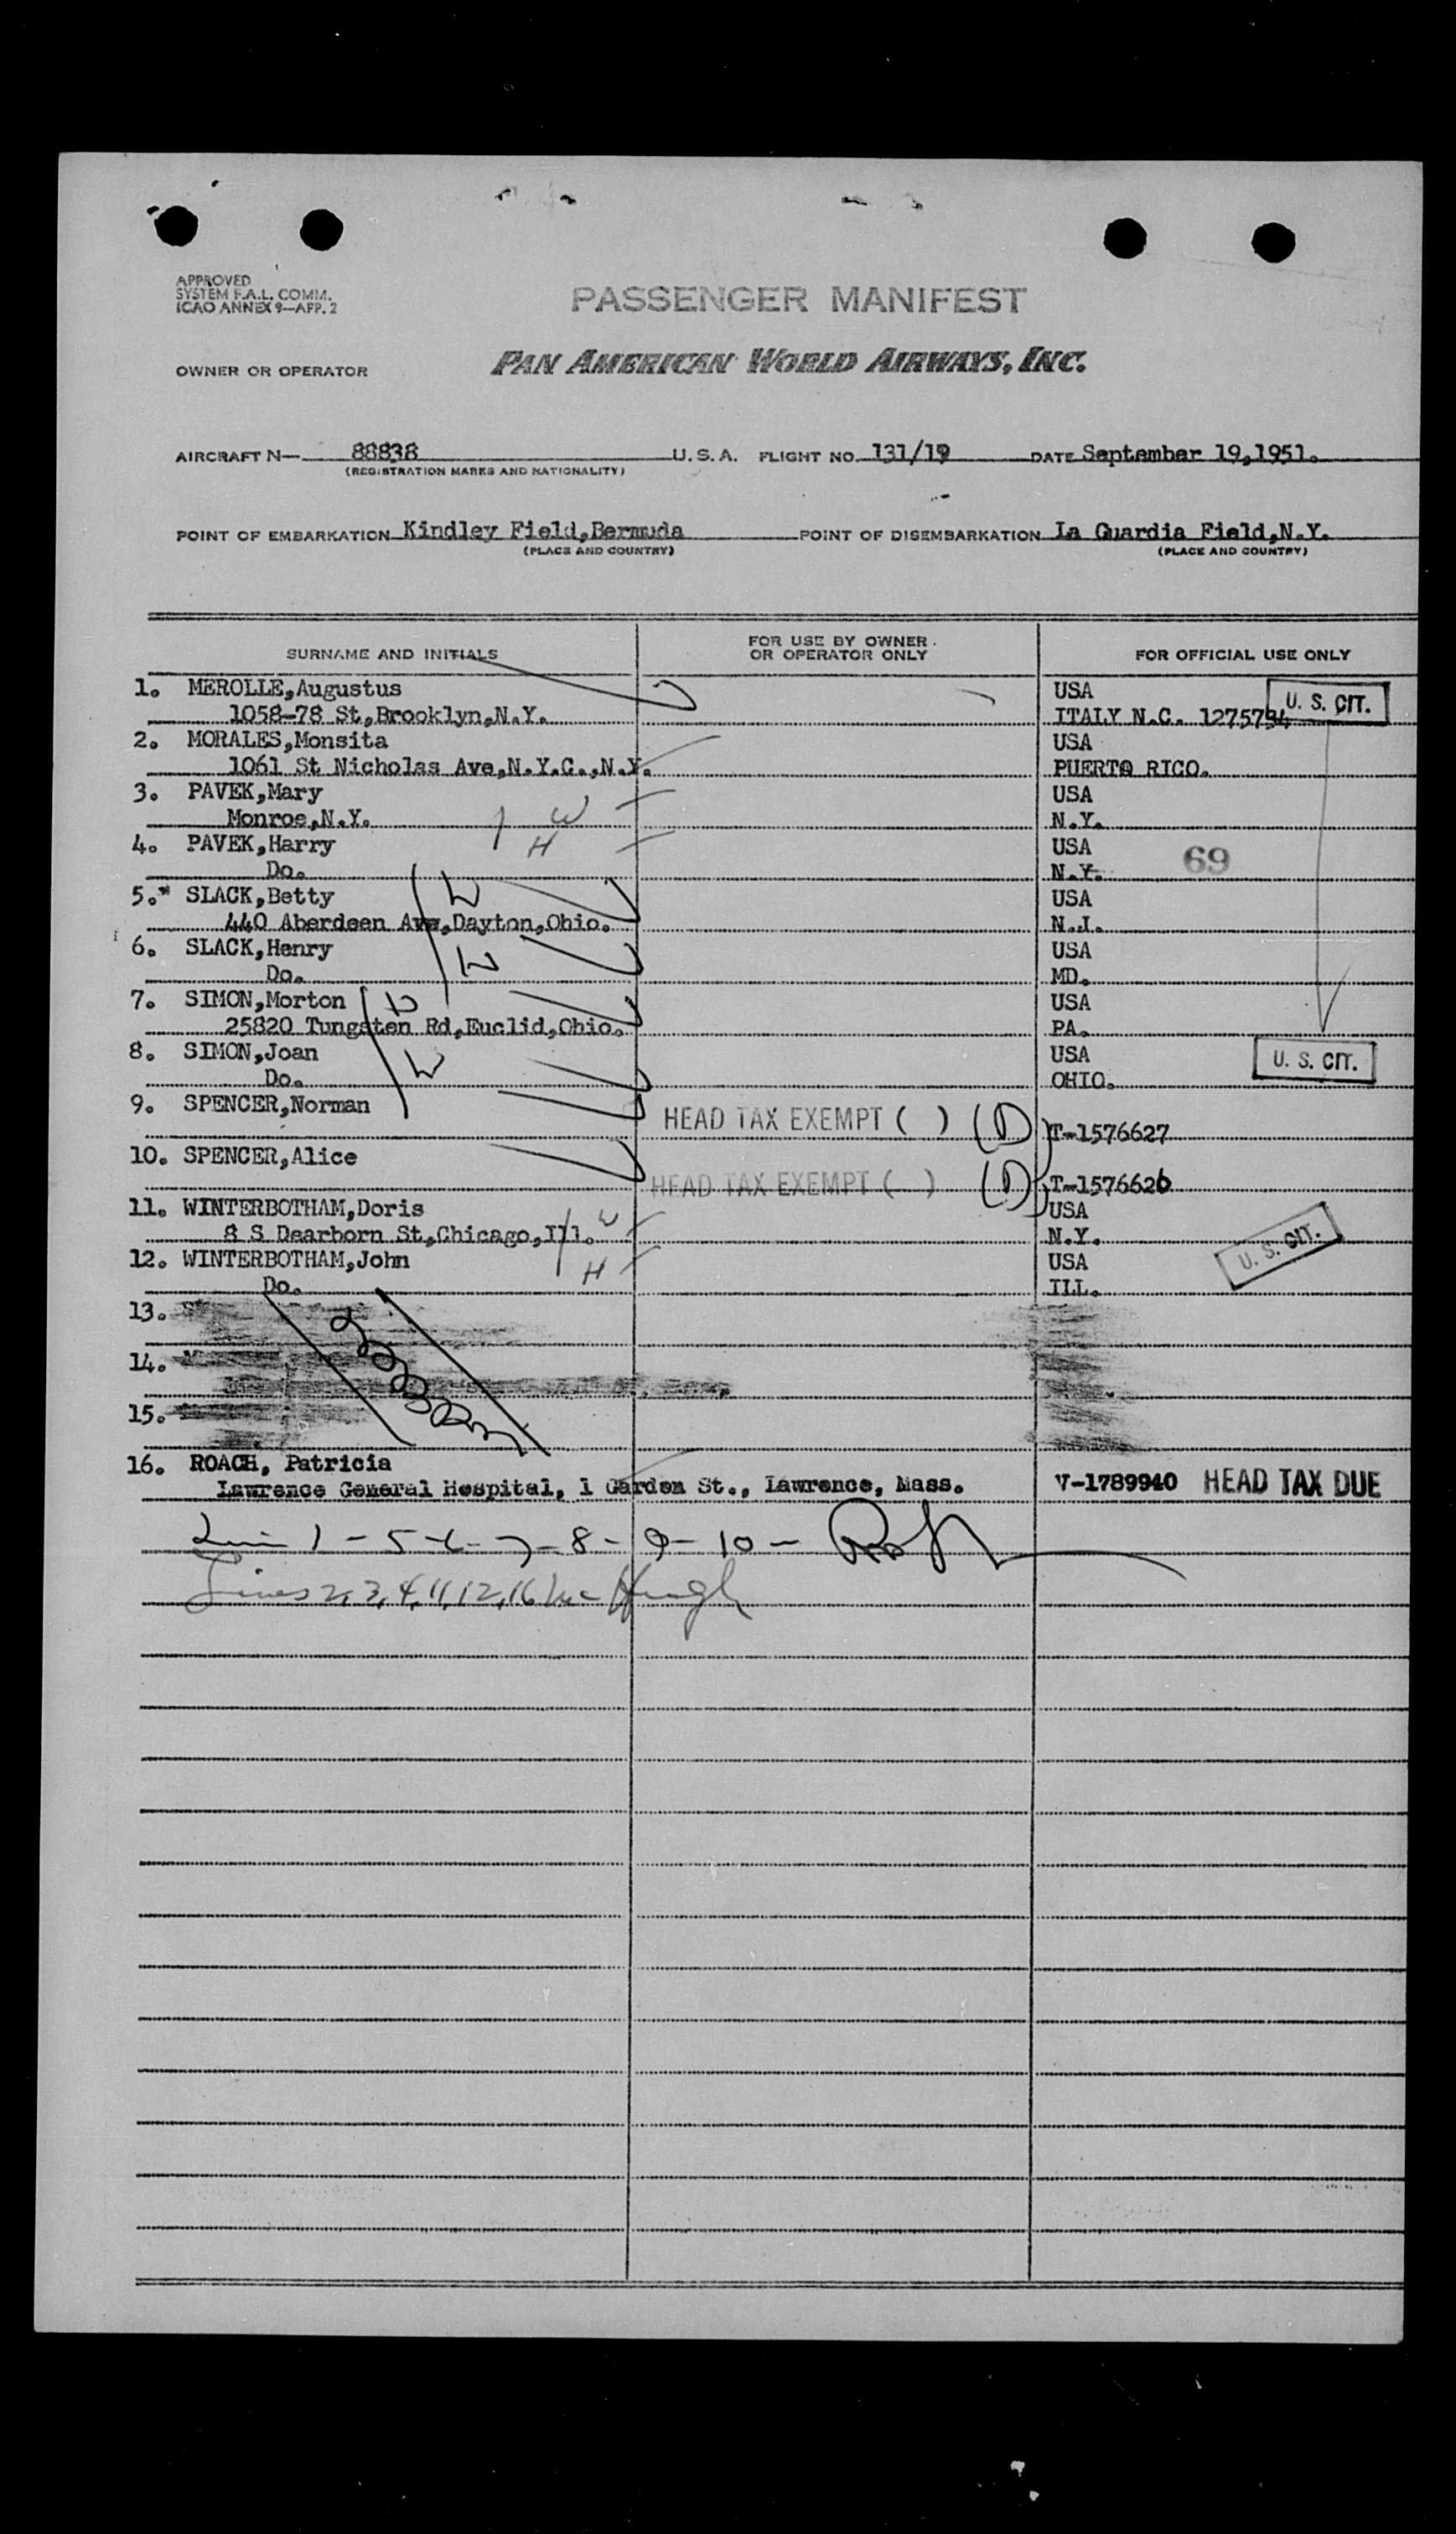 APPROVED
SYSTEM F.A.L. COMM.
ICAO ANNEX 9—APP. 2
PASSENGER MANIFEST
OWNER OR OPERATOR PAN AMERICAN WORLD AIRWAYS, INC.
AIRCRAFT N— 88838 U.S.A. FLIGHT NO. 131/19 DATE September 19,1951.
(REGISTRATION MARKS AND NATIONALITY)
POINT OF EMBARKATION Kindley Field,Bermuda POINT OF DISEMBARKATION La Guardia Field,N.Y.
(PLACE AND COUNTRY) (PLACE AND COUNTRY)
SURNAME AND INITIALS FOR USE BY OWNER OR OPERATOR ONLY FOR OFFICIAL USE ONLY
1. MEROLLE,Augustus USA U. S. CIT.
1058-78 St,Brooklyn,N.Y. ITALY N.C. 1275794
2. MORALES,Monsita USA
1061 St Nicholas Ave,N.Y.C.,N.Y. PUERTO RICO.
3. PAVEK,Mary USA
Monroe,N.Y. W N.Y.
4. PAVEK,Harry H USA 69
Do. N.Y.
5.* SLACK,Betty USA
440 Aberdeen Ave,Dayton,Ohio. N.J.
6. SLACK,Henry USA
Do. MD.
7. SIMON,Morton USA
25820 Tungsten Rd,Euclid,Ohio. PA.
8. SIMON,Joan USA U. S. CIT.
Do. OHIO.
9. SPENCER,Norman HEAD TAX EXEMPT ( ) (D)
T-1576627
10. SPENCER,Alice
HEAD TAX EXEMPT ( ) (D) T-1576626
11. WINTERBOTHAM,Doris W USA
8 S Dearborn St,Chicago,Ill. N.Y. U. S. CIT.
12. WINTERBOTHAM,John H USA
Do. ILL.
13.
14.
15.
16. ROACH, Patricia
Lawrence General Hospital, 1 Garden St., Lawrence, Mass. V-1789940 HEAD TAX DUE
1 - 5 - 6 - 7 - 8 - 9 - 10 -
Lines 2, 3, 4, 11, 12, 16 McHugh